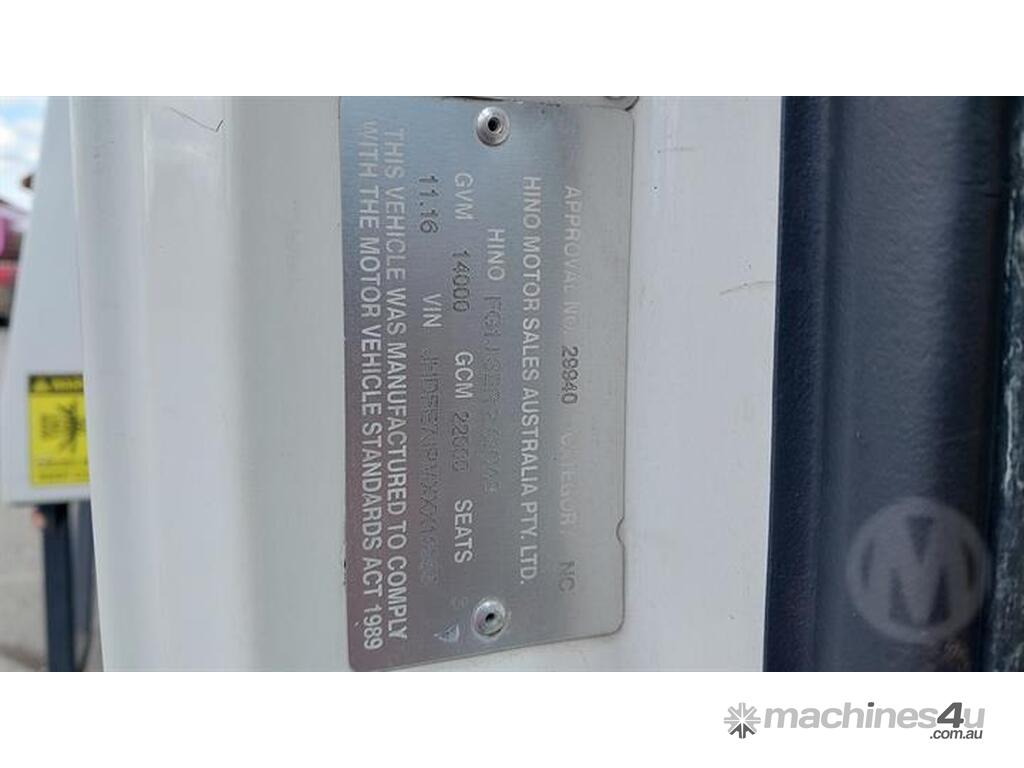 APPROVAL No. 29940 CATEGORY NC
HINO MOTOR SALES AUSTRALIA PTY. LTD.
HINO
GVM 14000 GCM SEATS 3
11.16 VIN
THIS VEHICLE WAS MANUFACTURED TO COMPLY
WITH THE MOTOR VEHICLE STANDARDS ACT 1989
M
machines4u
.com.au